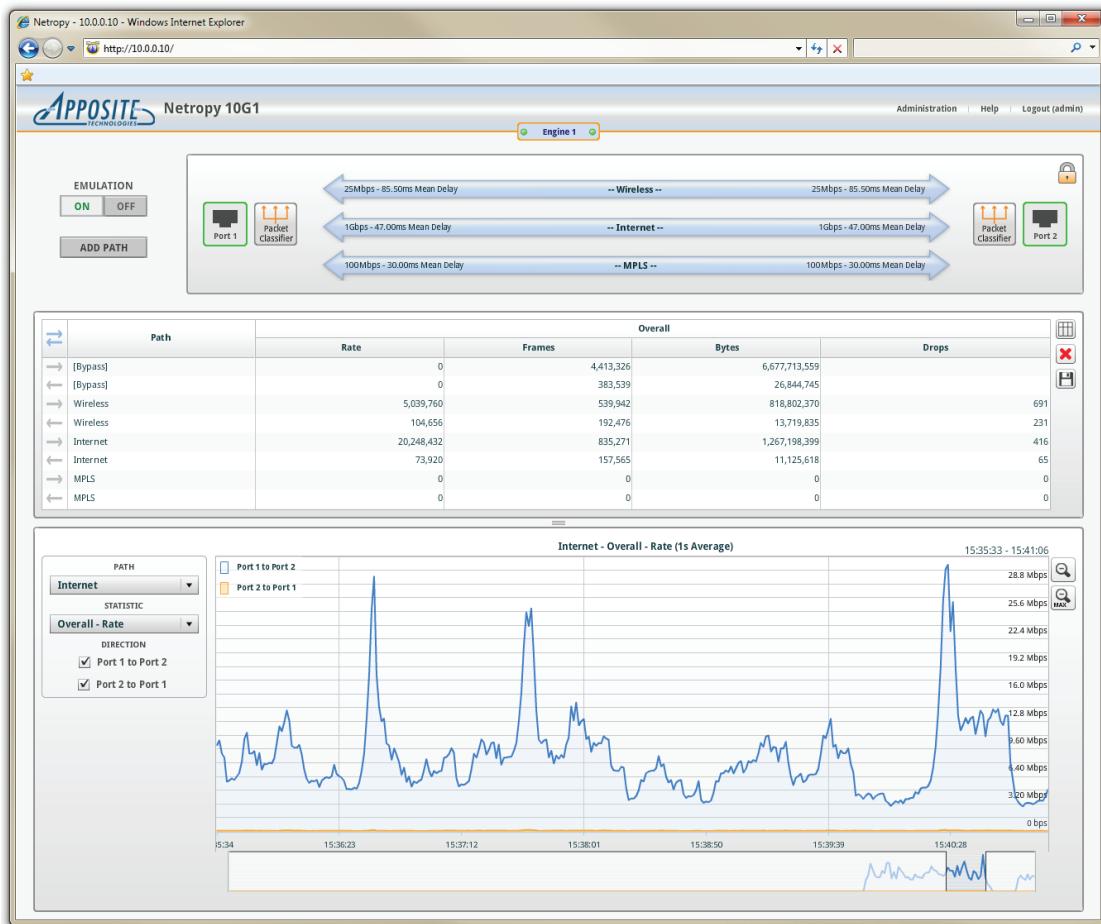 Netropy - 10.0.0.10 - Windows Internet Explorer
http://10.0.0.10/
APPOSITE TECHNOLOGIES Netropy 10G1 Administration Help Logout (admin)
Engine 1
EMULATION
ON OFF
ADD PATH
Port 1
Packet Classifier
25Mbps - 85.50ms Mean Delay -- Wireless -- 25Mbps - 85.50ms Mean Delay
1Gbps - 47.00ms Mean Delay -- Internet -- 1Gbps - 47.00ms Mean Delay
100Mbps - 30.00ms Mean Delay -- MPLS -- 100Mbps - 30.00ms Mean Delay
Packet Classifier
Port 2
Path Overall
Rate Frames Bytes Drops
[Bypass] 0 4,413,326 6,677,713,559
[Bypass] 0 383,539 26,844,745
Wireless 5,039,760 539,942 818,802,370 691
Wireless 104,656 192,476 13,719,835 231
Internet 20,248,432 835,271 1,267,198,399 416
Internet 73,920 157,565 11,125,618 65
MPLS 0 0 0 0
MPLS 0 0 0 0
PATH
Internet
STATISTIC
Overall - Rate
DIRECTION
Port 1 to Port 2
Port 2 to Port 1
Internet - Overall - Rate (1s Average) 15:35:33 - 15:41:06
Port 1 to Port 2
Port 2 to Port 1
28.8 Mbps
25.6 Mbps
22.4 Mbps
19.2 Mbps
16.0 Mbps
12.8 Mbps
9.60 Mbps
6.40 Mbps
3.20 Mbps
0 bps
MAX
5:34 15:36:23 15:37:12 15:38:01 15:38:50 15:39:39 15:40:28